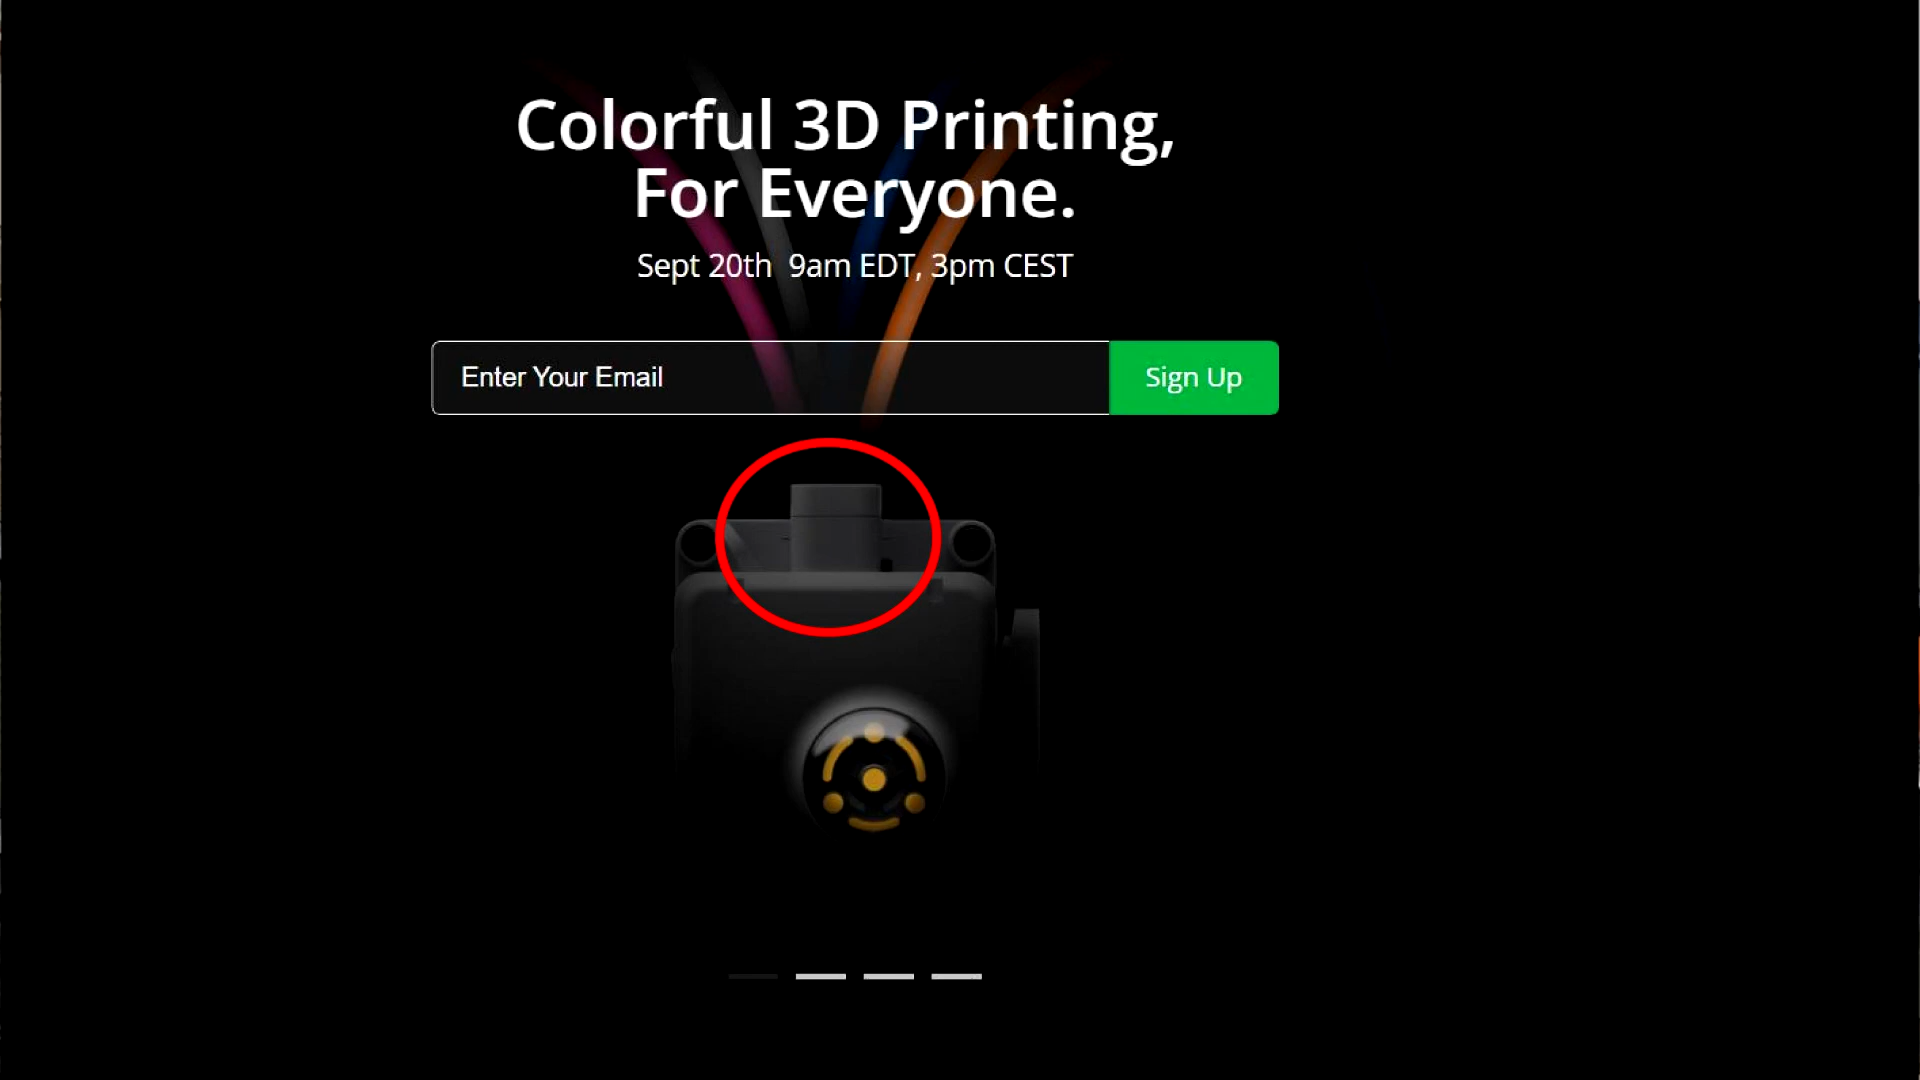 Colorful 3D Printing,
For Everyone.
Sept 20th 9am EDT, 3pm CEST
Enter Your Email
Sign Up